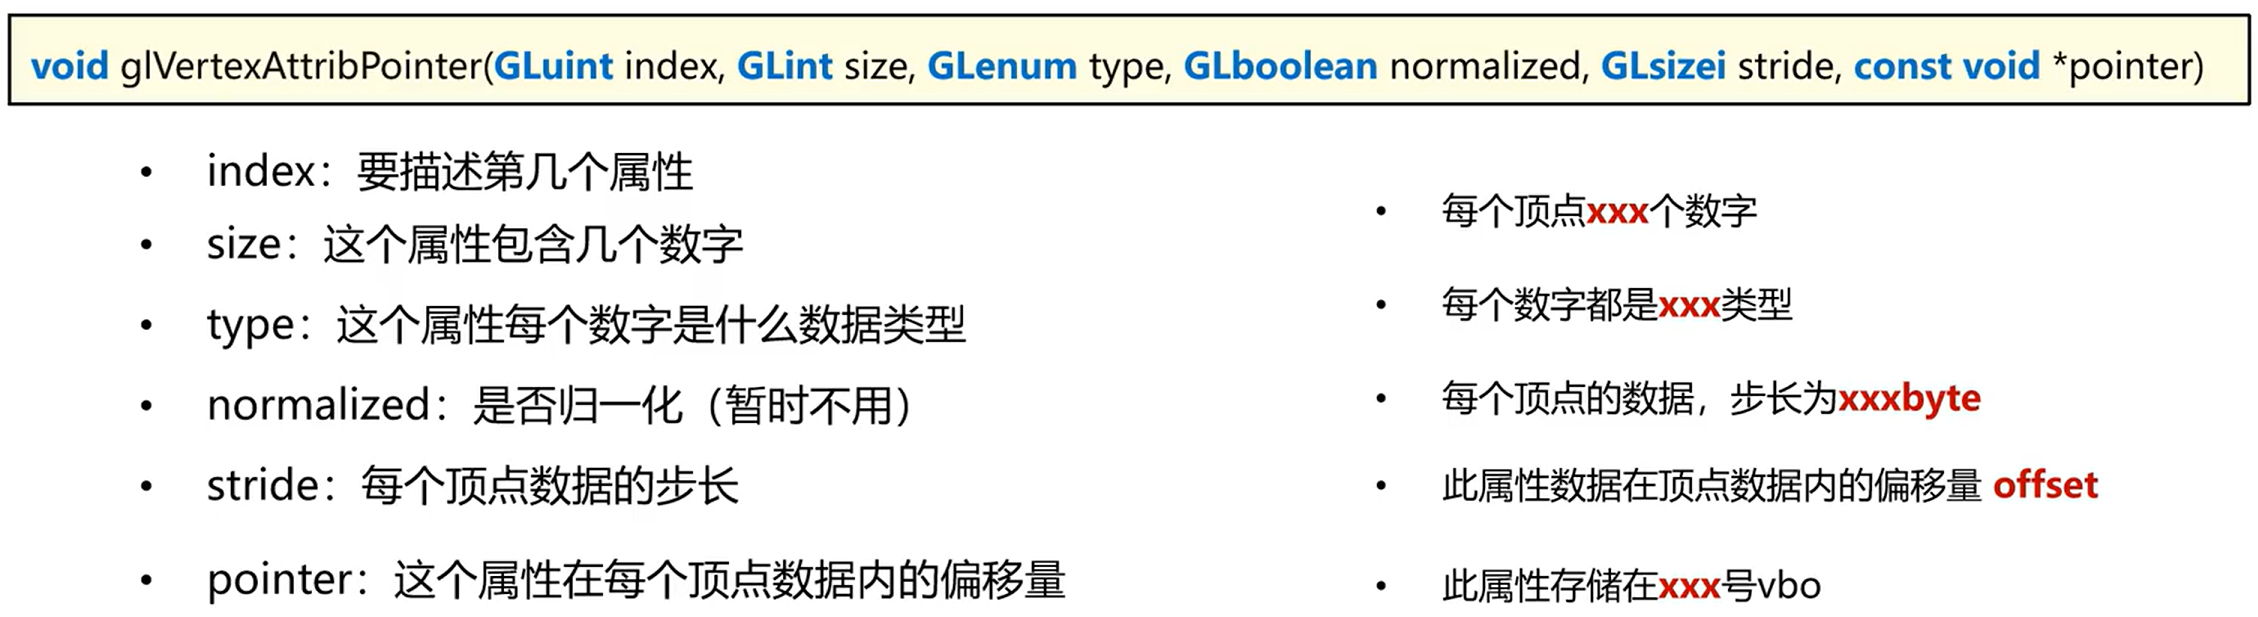 void glVertexAttribPointer(GLuint index, GLint size, GLenum type, GLboolean normalized, GLsizei stride, const void *pointer)
• index：要描述第几个属性
• size：这个属性包含几个数字
• type：这个属性每个数字是什么数据类型
• normalized：是否归一化（暂时不用）
• stride：每个顶点数据的步长
• pointer：这个属性在每个顶点数据内的偏移量
• 每个顶点xxx个数字
• 每个数字都是xxx类型
• 每个顶点的数据，步长为xxxbyte
• 此属性数据在顶点数据内的偏移量 offset
• 此属性存储在xxx号vbo